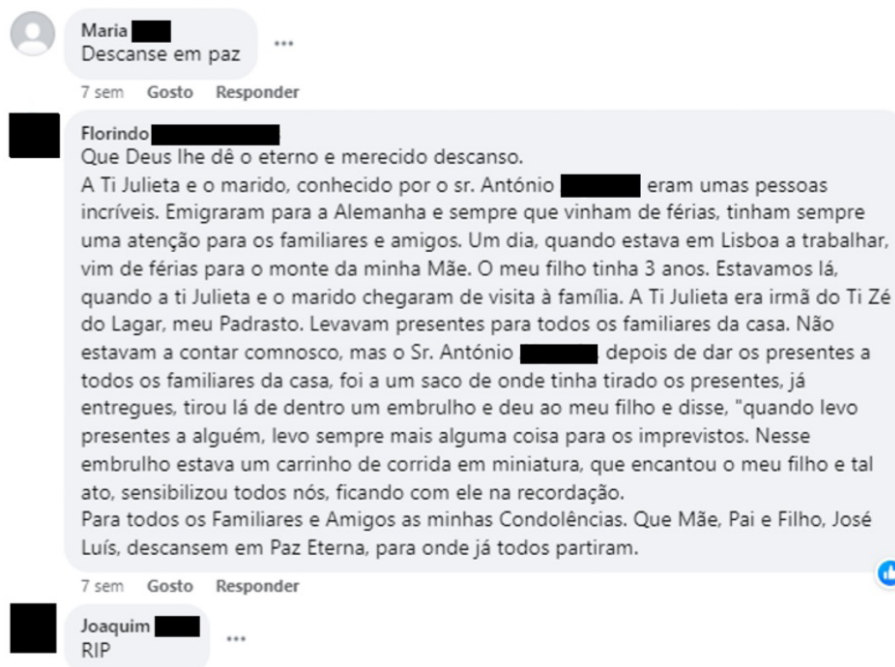 Maria
Descanse em paz
7 sem Gosto Responder
Florindo
Que Deus lhe dê o eterno e merecido descanso.
A Ti Julieta e o marido, conhecido por o sr. António eram umas pessoas
incríveis. Emigraram para a Alemanha e sempre que vinham de férias, tinham sempre
uma atenção para os familiares e amigos. Um dia, quando estava em Lisboa a trabalhar,
vim de férias para o monte da minha Mãe. O meu filho tinha 3 anos. Estavamos lá,
quando a ti Julieta e o marido chegaram de visita à família. A Ti Julieta era irmã do Ti Zé
do Lagar, meu Padrasto. Levavam presentes para todos os familiares da casa. Não
estavam a contar comnosco, mas o Sr. António depois de dar os presentes a
todos os familiares da casa, foi a um saco de onde tinha tirado os presentes, já
entregues, tirou lá de dentro um embrulho e deu ao meu filho e disse, "quando levo
presentes a alguém, levo sempre mais alguma coisa para os imprevistos. Nesse
embrulho estava um carrinho de corrida em miniatura, que encantou o meu filho e tal
ato, sensibilizou todos nós, ficando com ele na recordação.
Para todos os Familiares e Amigos as minhas Condolências. Que Mãe, Pai e Filho, José
Luís, descansem em Paz Eterna, para onde já todos partiram.
7 sem Gosto Responder
Joaquim
RIP